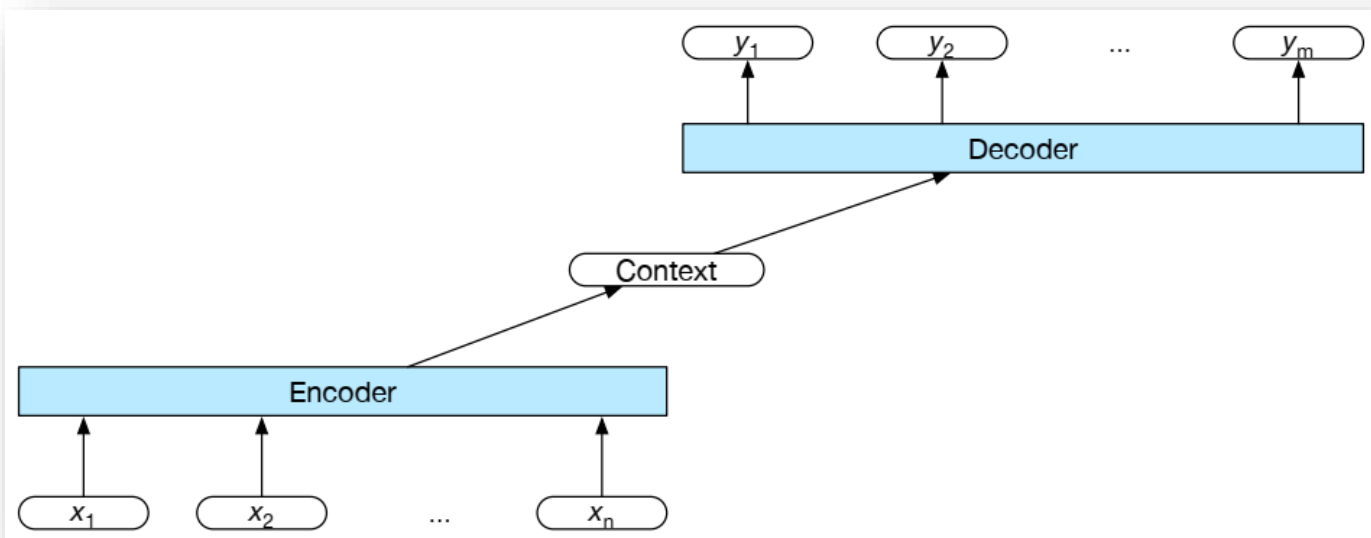 y₁ y₂ ... yₘ
Decoder
Context
Encoder
x₁ x₂ ... xₙ